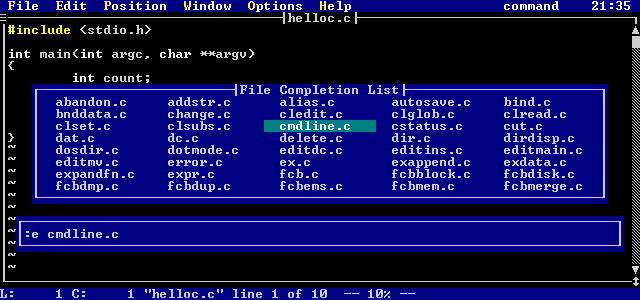 File Edit Position Window Options Help command 21:35
helloc.c
#include <stdio.h>
int main(int argc, char **argv)
{
int count;
File Completion List
abandon.c addstr.c alias.c autosave.c bind.c
bnddata.c change.c cledit.c clglob.c clread.c
clset.c clsubs.c cmdline.c cstatus.c cut.c
} dat.c dc.c delete.c dir.c dirdisp.c
~ dosdir.c dotmode.c editdc.c editins.c editmain.c
~ editmv.c error.c ex.c exappend.c exdata.c
~ expandfn.c expr.c fcb.c fcbblock.c fcbdisk.c
~ fcbdmp.c fcbdup.c fcbems.c fcbmem.c fcbmerge.c
~
~
~
:e cmdline.c
~
~
~
L: 1 C: 1 "helloc.c" line 1 of 10 -- 10% --